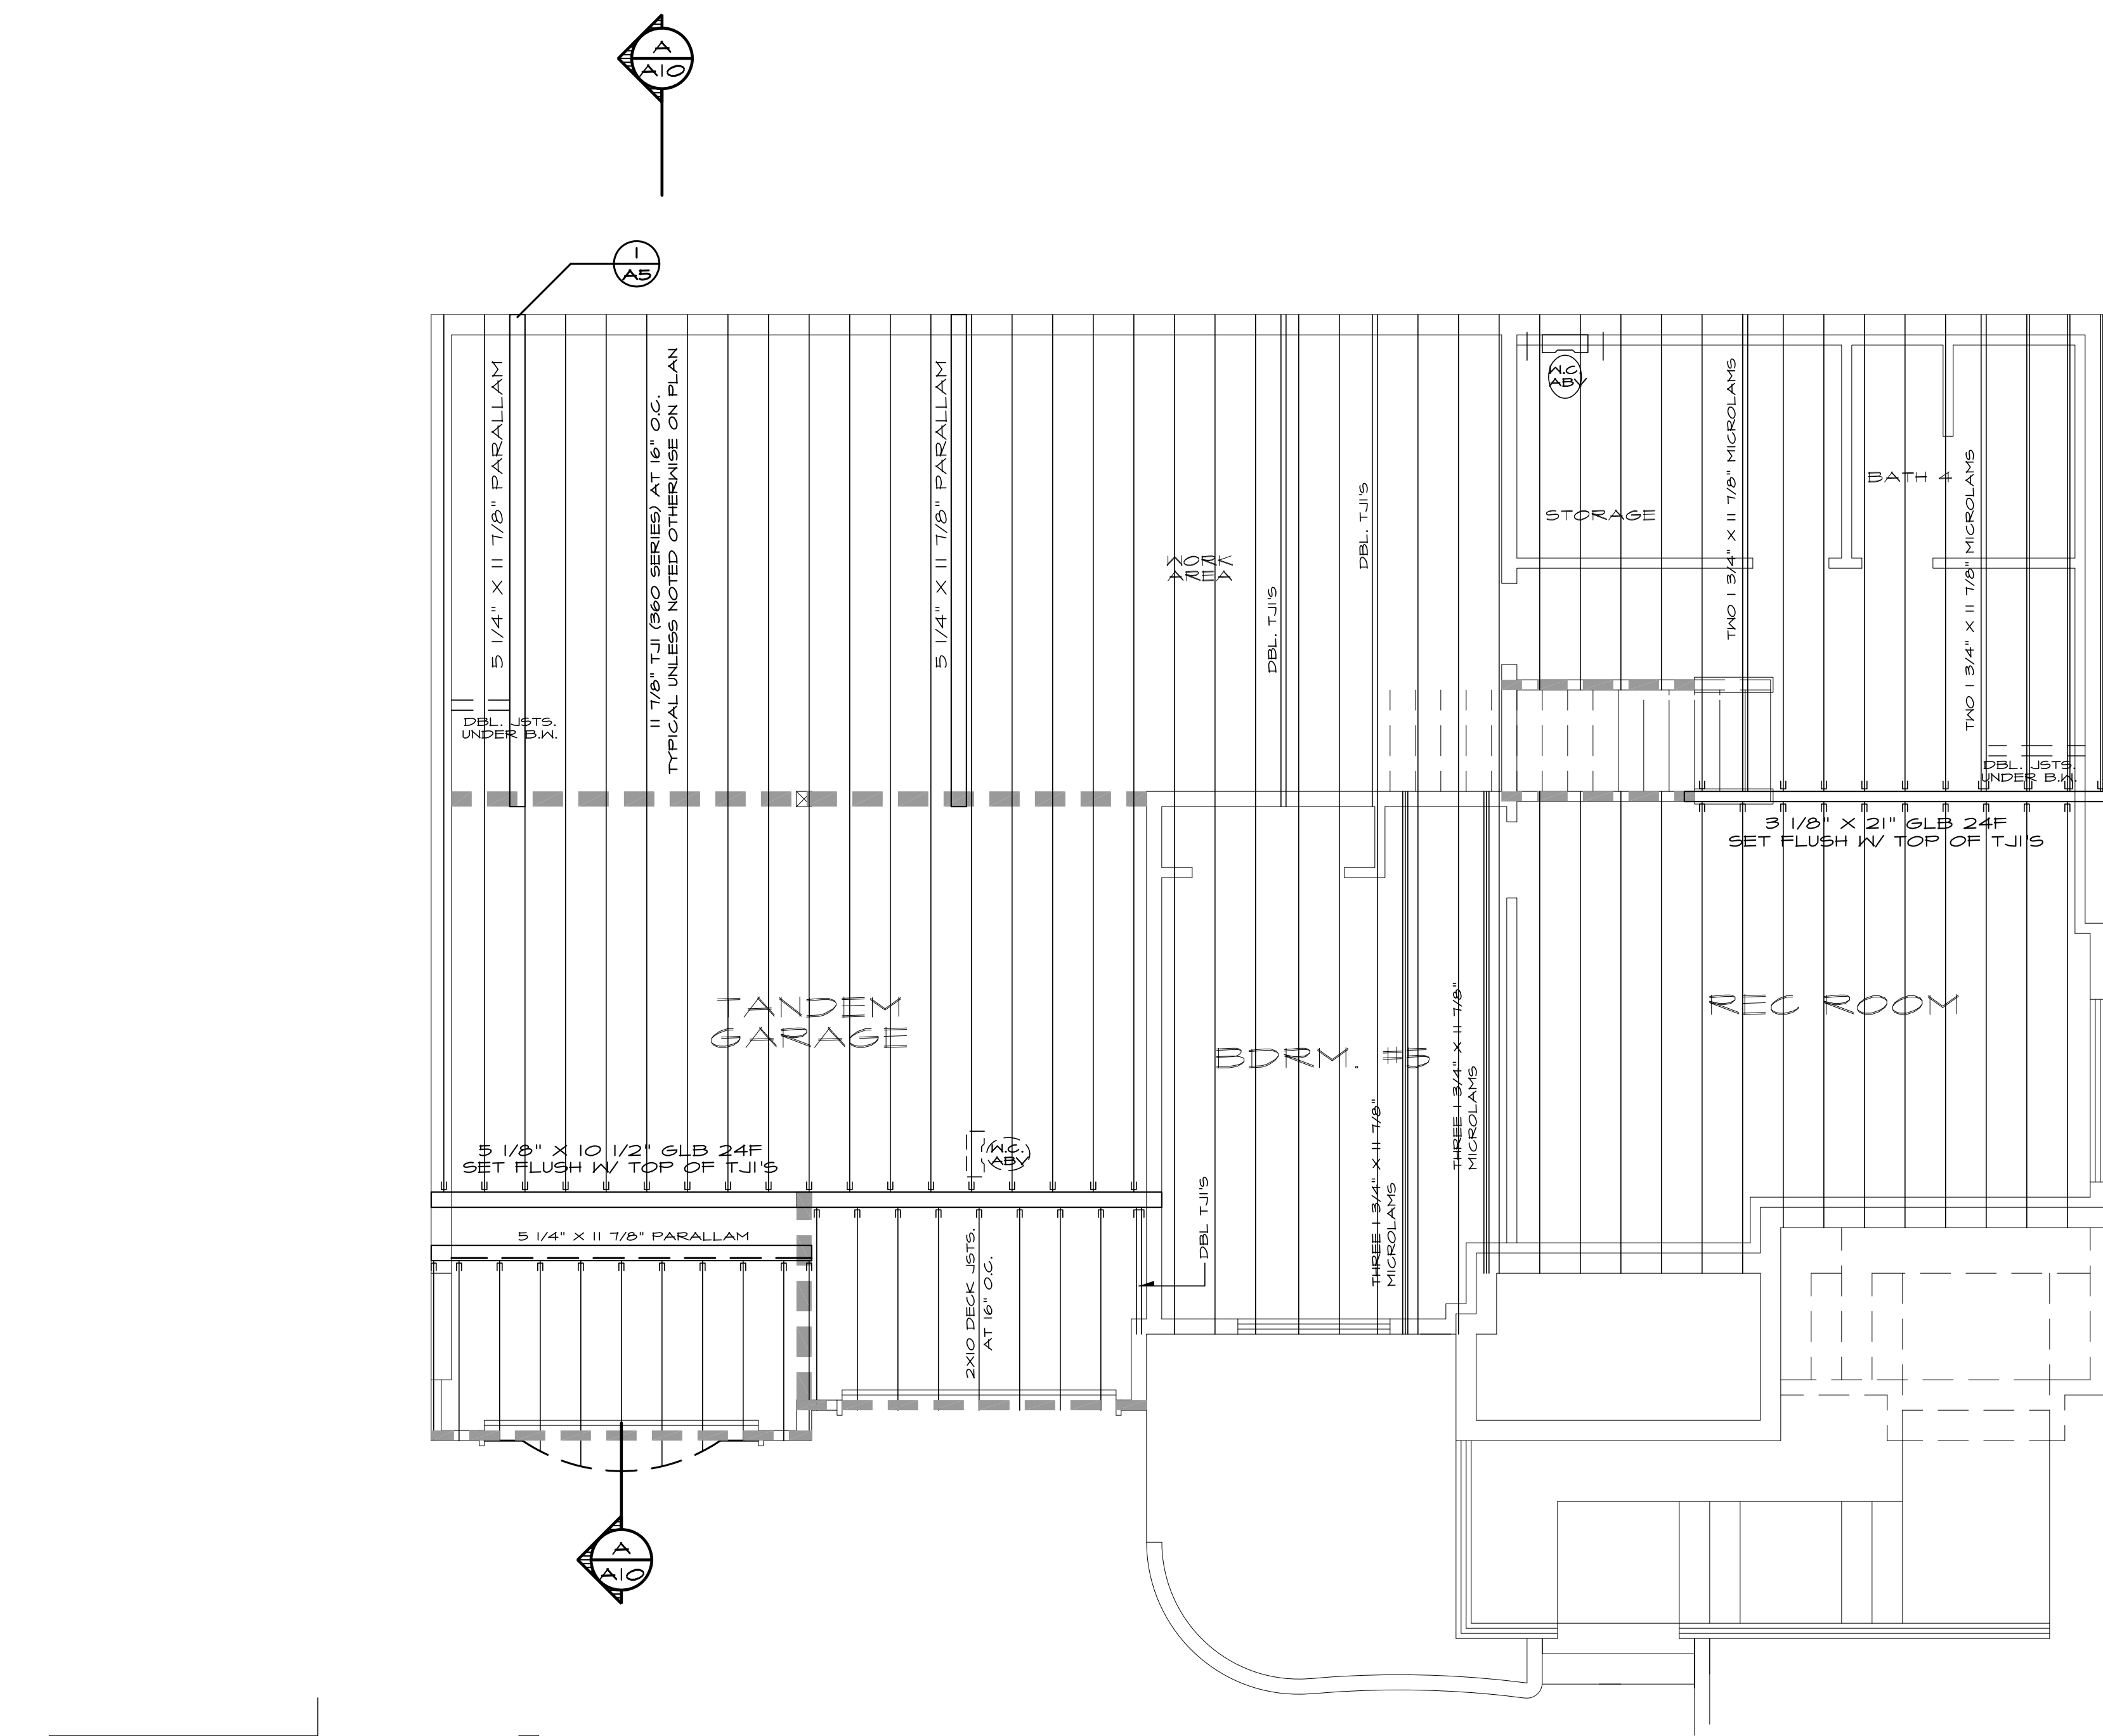 A
A10
1
A5
5 1/4" X 11 7/8" PARALLAM
11 7/8" TJI (360 SERIES) AT 16" O.C.
TYPICAL UNLESS NOTED OTHERWISE ON PLAN
5 1/4" X 11 7/8" PARALLAM
DBL. JSTS.
UNDER B.W.
WORK
AREA
DBL. TJI'S
DBL. TJI'S
W.C.
ABV
STORAGE
TWO 1 3/4" X 11 7/8" MICROLAMS
BATH 4
TWO 1 3/4" X 11 7/8" MICROLAMS
DBL. JSTS.
UNDER B.W.
3 1/8" X 21" GLB 24F
SET FLUSH W/ TOP OF TJI'S
TANDEM
GARAGE
BDRM. #5
REC ROOM
THREE 1 3/4" X 11 7/8"
MICROLAMS
THREE 1 3/4" X 11 7/8"
MICROLAMS
5 1/8" X 10 1/2" GLB 24F
SET FLUSH W/ TOP OF TJI'S
W.C.
ABV
DBL TJI'S
5 1/4" X 11 7/8" PARALLAM
2X10 DECK JSTS.
AT 16" O.C.
A
A10